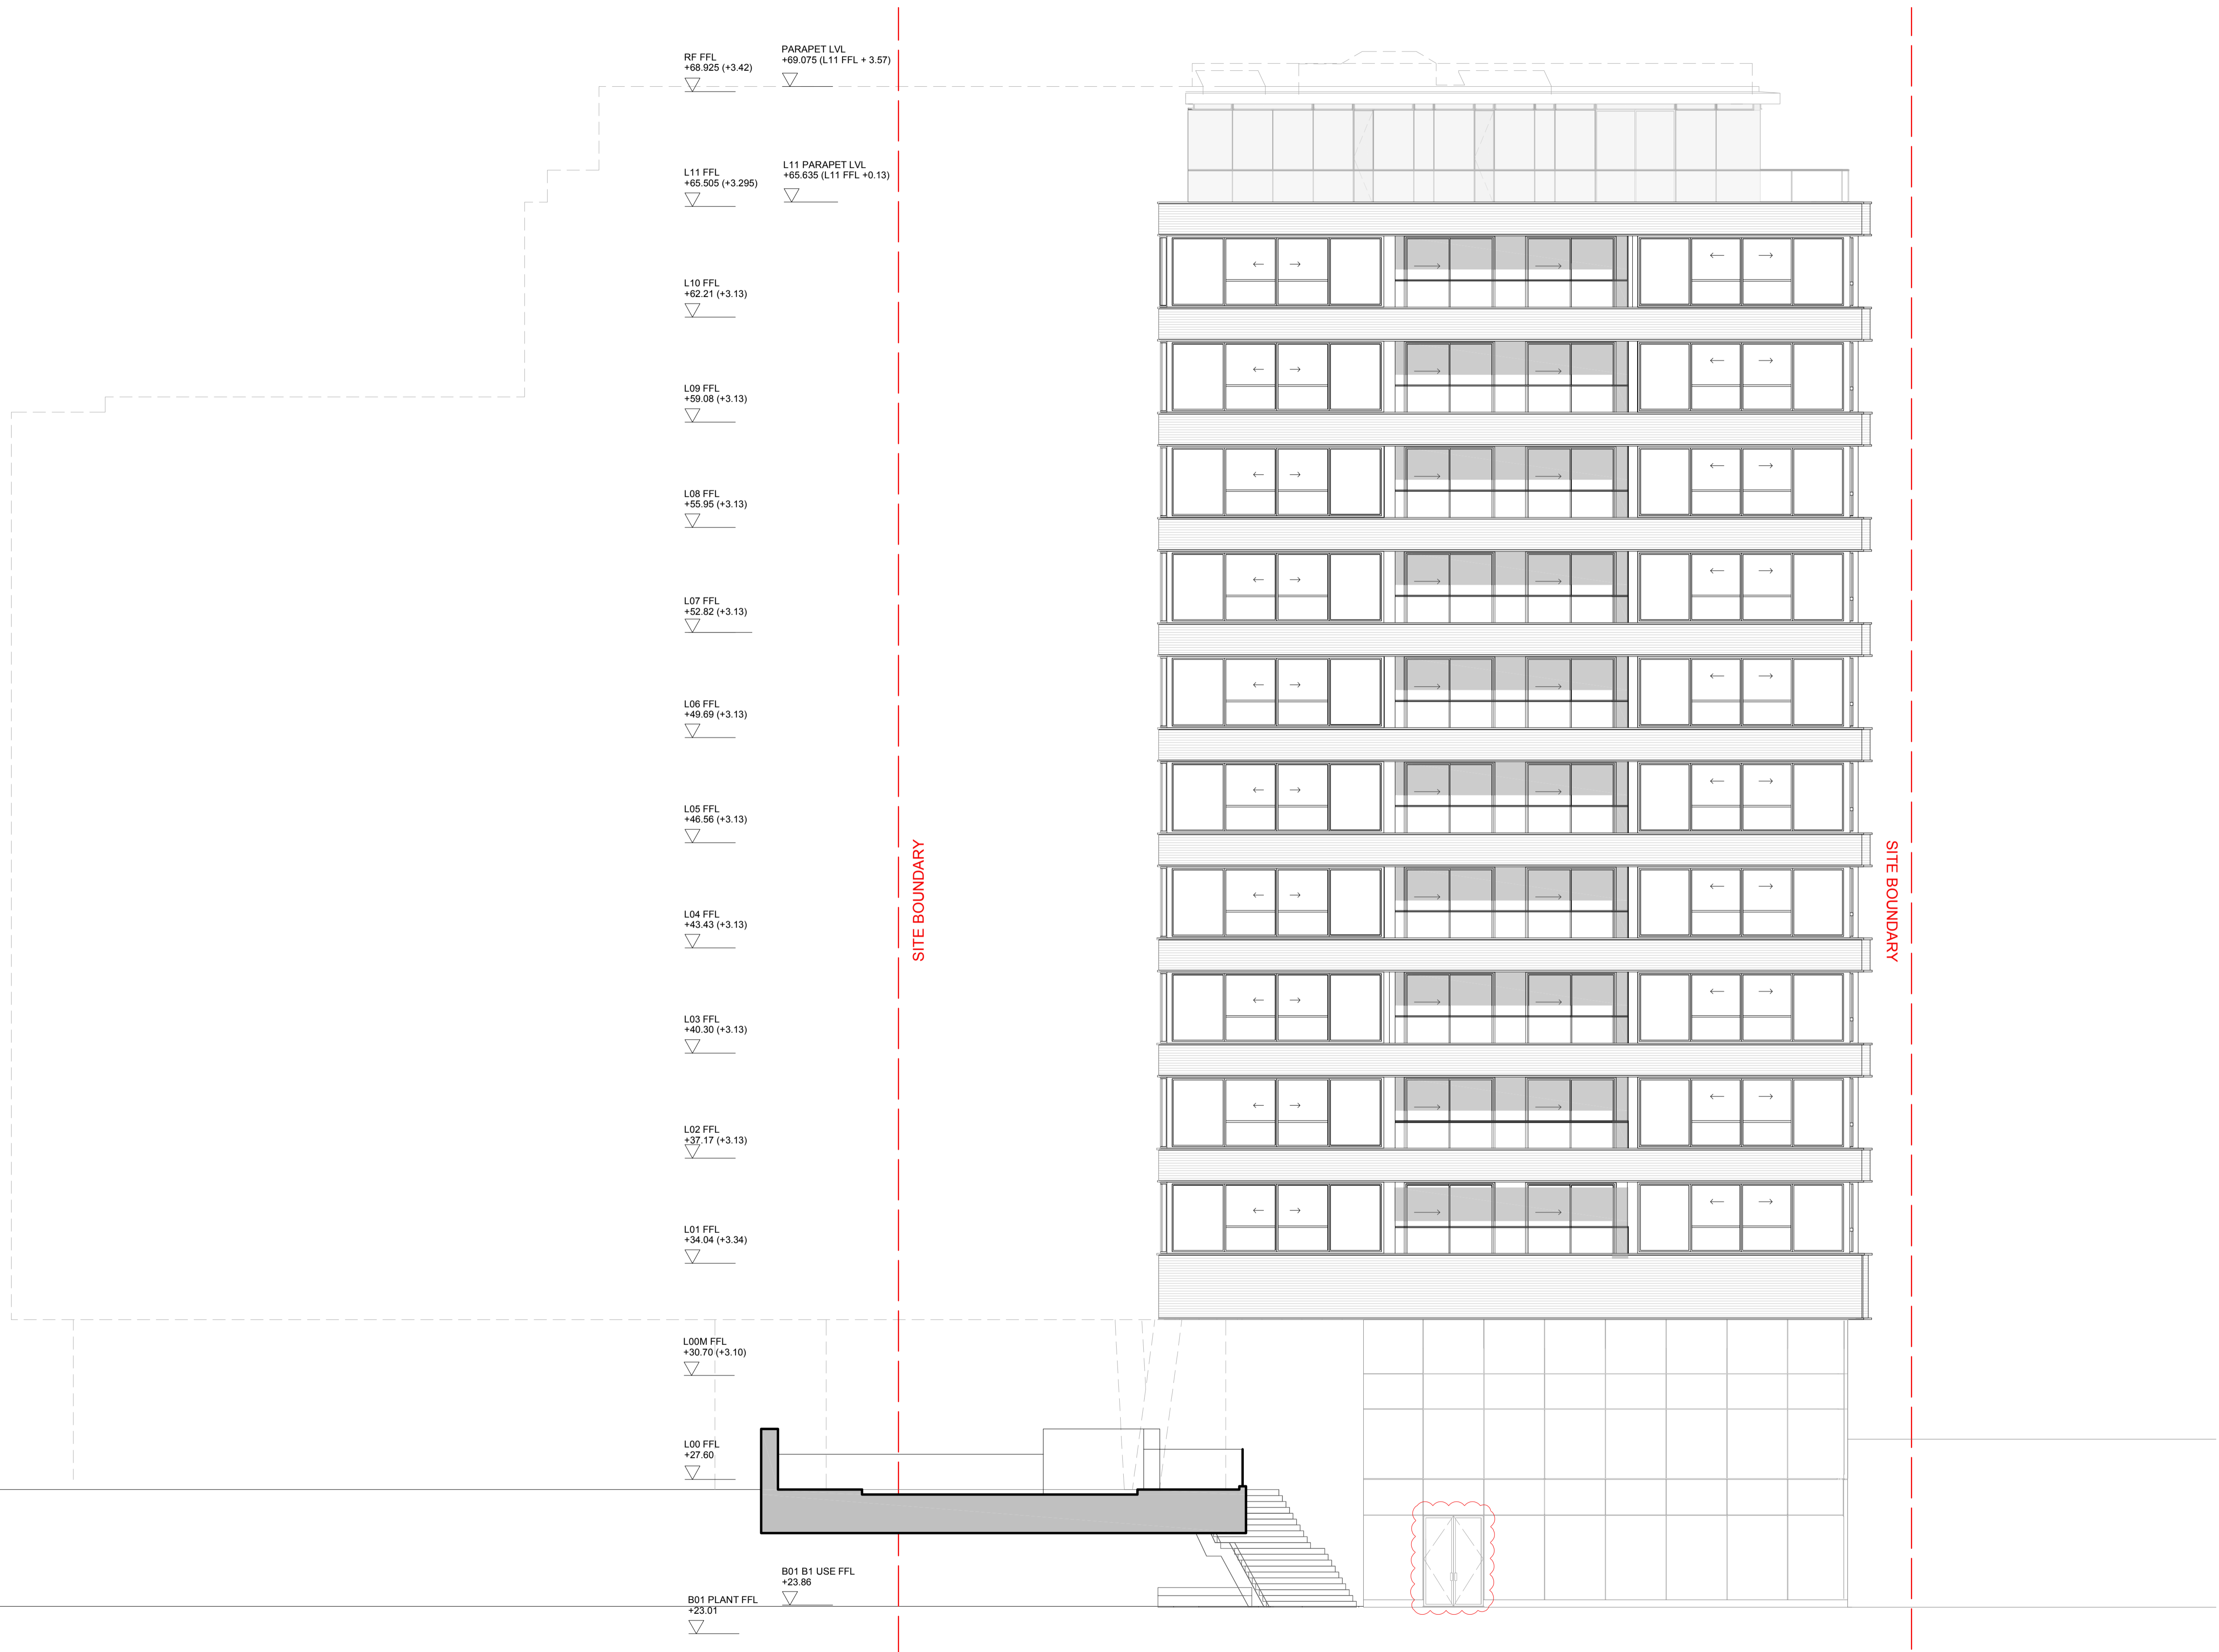 RF FFL
+68.925 (+3.42)
PARAPET LVL
+69.075 (L11 FFL + 3.57)
L11 FFL
+65.505 (+3.295)
L11 PARAPET LVL
+65.635 (L11 FFL +0.13)
L10 FFL
+62.21 (+3.13)
L09 FFL
+59.08 (+3.13)
L08 FFL
+55.95 (+3.13)
L07 FFL
+52.82 (+3.13)
L06 FFL
+49.69 (+3.13)
L05 FFL
+46.56 (+3.13)
SITE BOUNDARY
SITE BOUNDARY
L04 FFL
+43.43 (+3.13)
L03 FFL
+40.30 (+3.13)
L02 FFL
+37.17 (+3.13)
L01 FFL
+34.04 (+3.34)
L00M FFL
+30.70 (+3.10)
L00 FFL
+27.60
B01 B1 USE FFL
+23.86
B01 PLANT FFL
+23.01